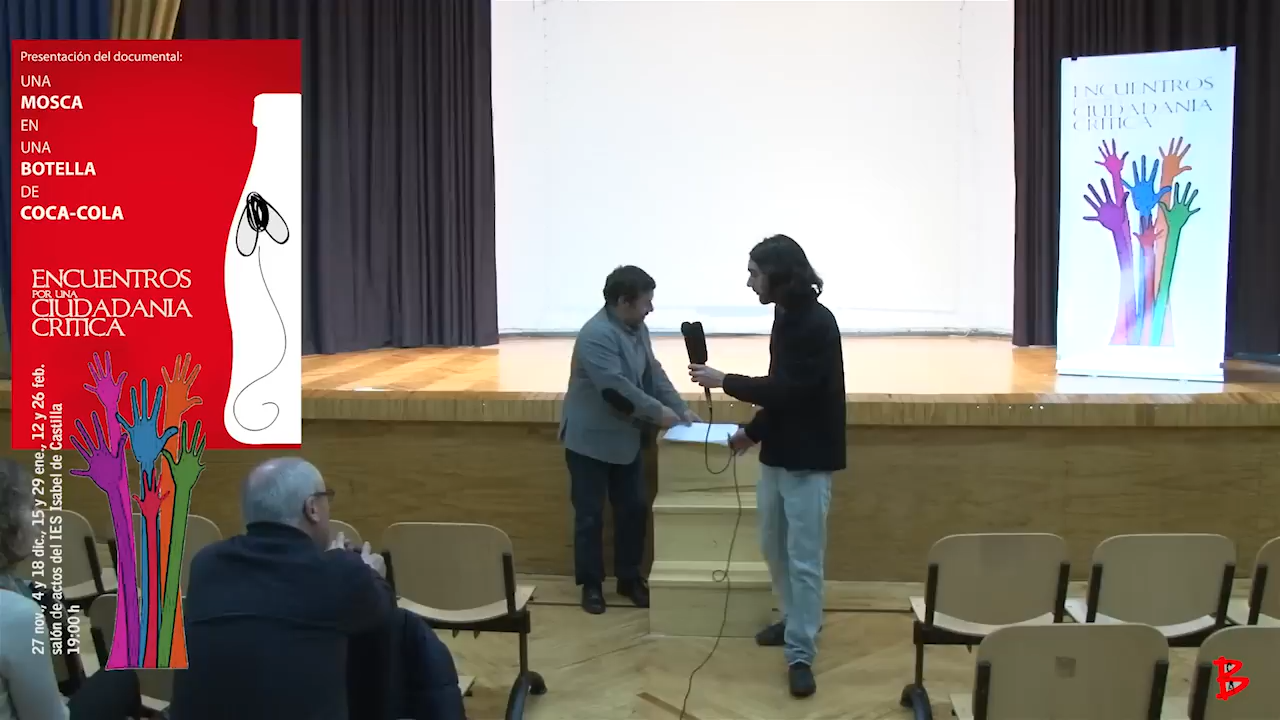 Presentación del documental:
UNA
MOSCA
EN
UNA
BOTELLA
DE
COCA-COLA
ENCUENTROS
POR UNA
CIUDADANIA
CRITICA
27 nov., 4 y 18 dic., 15 y 29 ene., 12 y 26 feb.
salón de actos del IES Isabel de Castilla
19:00 h
ENCUENTROS
CIUDADANIA
CRITICA
B